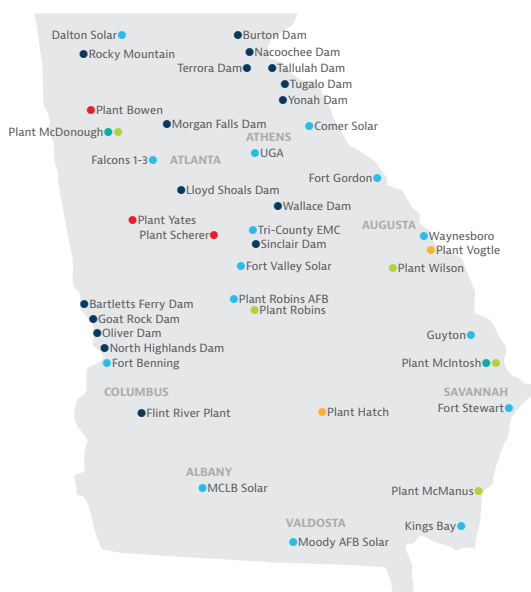 Dalton Solar
Burton Dam
Rocky Mountain
Nacoochee Dam
Terrora Dam
Tallulah Dam
Tugalo Dam
Yonah Dam
Plant Bowen
Morgan Falls Dam
Comer Solar
Plant McDonough
ATHENS
UGA
Falcons 1-3
ATLANTA
Fort Gordon
Lloyd Shoals Dam
Wallace Dam
Plant Yates
AUGUSTA
Tri-County EMC
Plant Scherer
Waynesboro
Sinclair Dam
Plant Vogtle
Fort Valley Solar
Plant Wilson
Plant Robins AFB
Bartletts Ferry Dam
Plant Robins
Goat Rock Dam
Oliver Dam
Guyton
North Highlands Dam
Fort Benning
Plant McIntosh
COLUMBUS
SAVANNAH
Flint River Plant
Plant Hatch
Fort Stewart
ALBANY
MCLB Solar
Plant McManus
VALDOSTA
Kings Bay
Moody AFB Solar